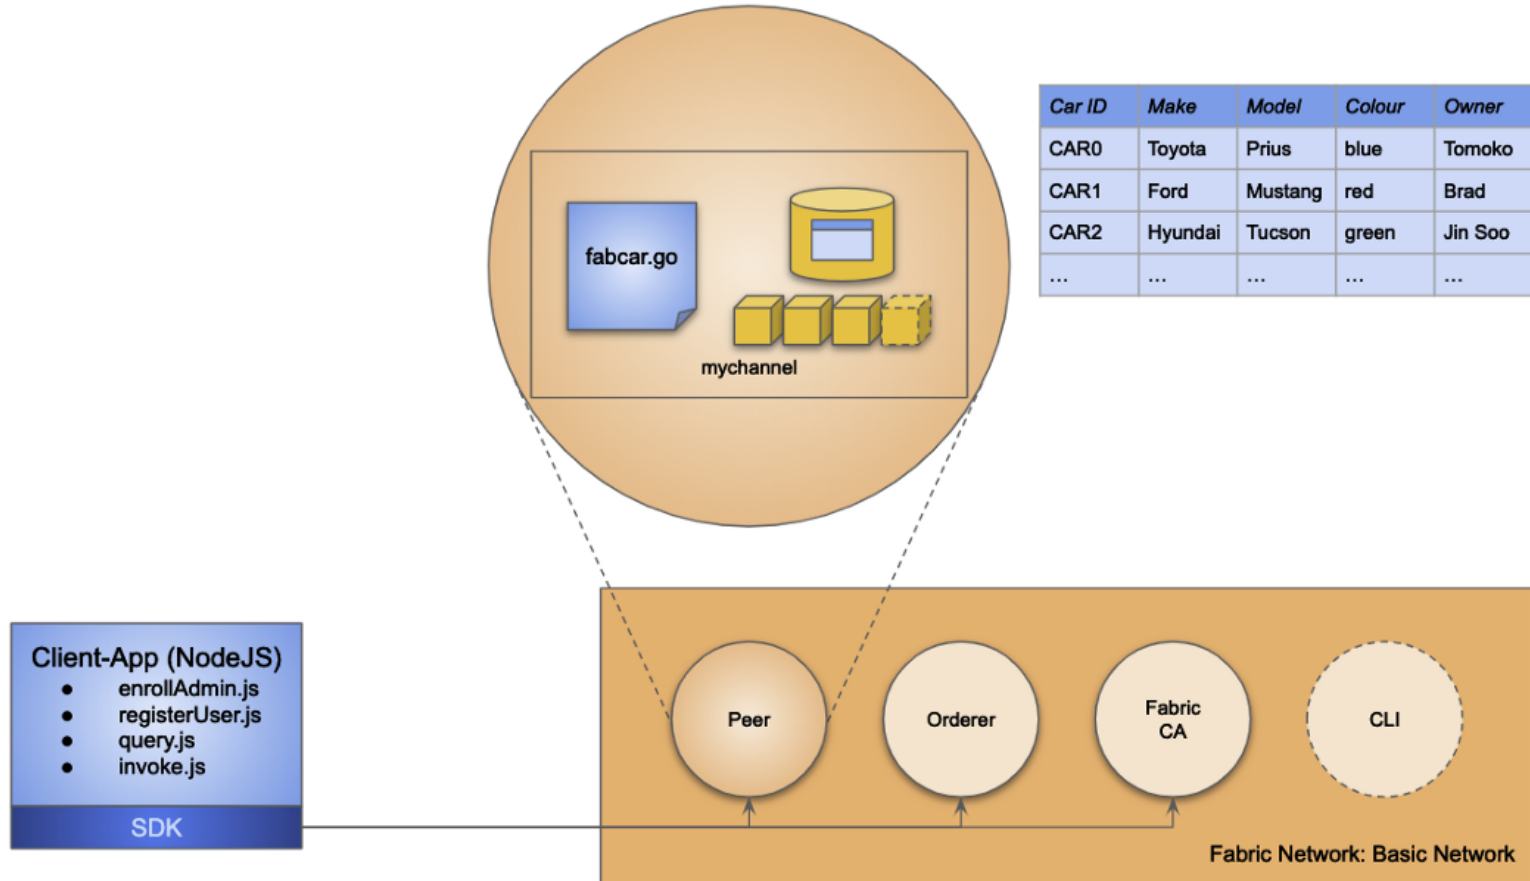 Car ID Make Model Colour Owner
CAR0 Toyota Prius blue Tomoko
CAR1 Ford Mustang red Brad
CAR2 Hyundai Tucson green Jin Soo
... ... ... ... ...
fabcar.go
mychannel
Client-App (NodeJS)
● enrollAdmin.js
● registerUser.js
● query.js
● invoke.js
SDK
Peer
Orderer
Fabric
CA
CLI
Fabric Network: Basic Network